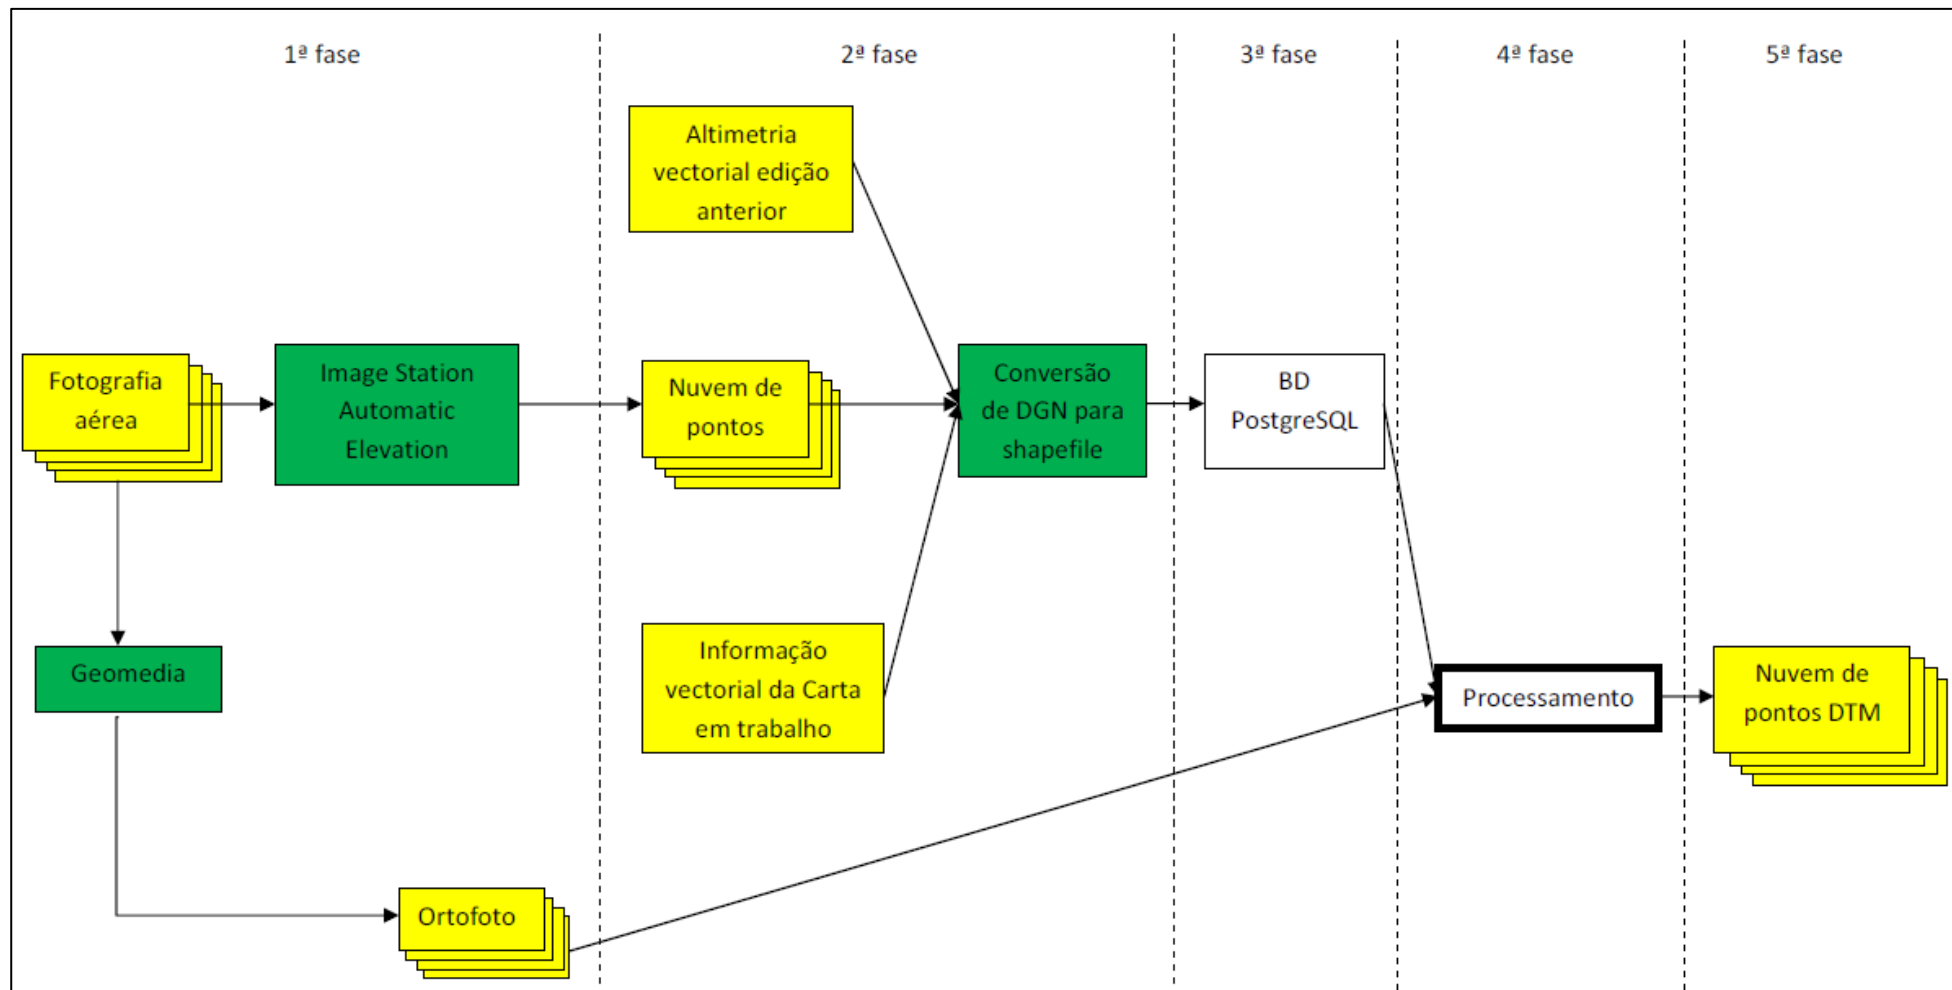 1ª fase
2ª fase
3ª fase
4ª fase
5ª fase
Altimetria
vectorial edição
anterior
Fotografia
aérea
Image Station
Automatic
Elevation
Nuvem de
pontos
Conversão
de DGN para
shapefile
BD
PostgreSQL
Geomedia
Informação
vectorial da Carta
em trabalho
Processamento
Nuvem de
pontos DTM
Ortofoto